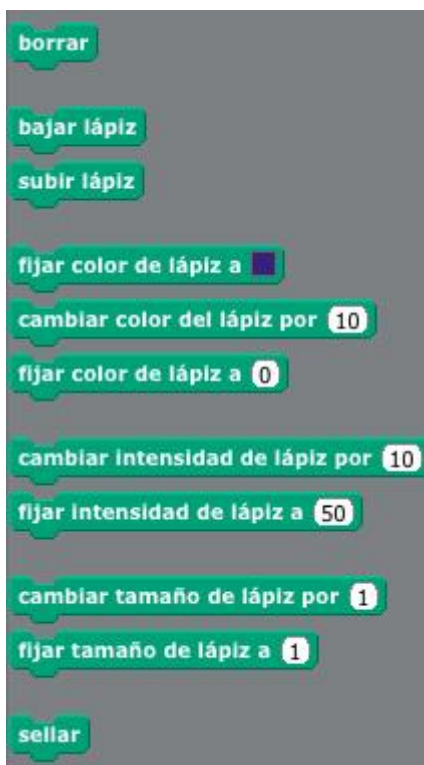 borrar
bajar lápiz
subir lápiz
fijar color de lápiz a
cambiar color del lápiz por 10
fijar color de lápiz a 0
cambiar intensidad de lápiz por 10
fijar intensidad de lápiz a 50
cambiar tamaño de lápiz por 1
fijar tamaño de lápiz a 1
sellar